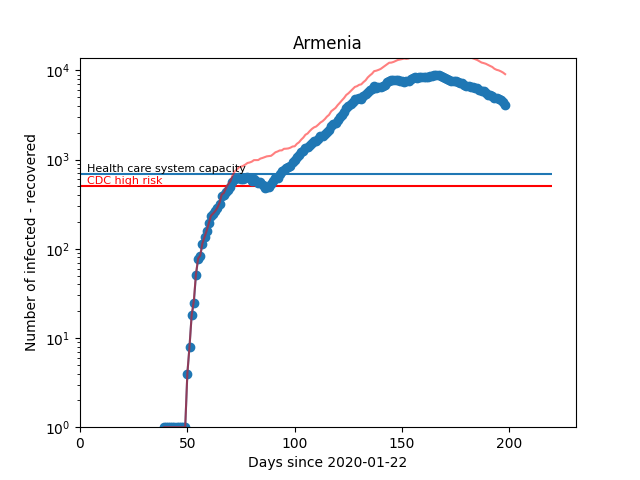 Armenia
Number of infected - recovered
10^4
10^3
10^2
10^1
10^0
Health care system capacity
CDC high risk
0 50 100 150 200
Days since 2020-01-22